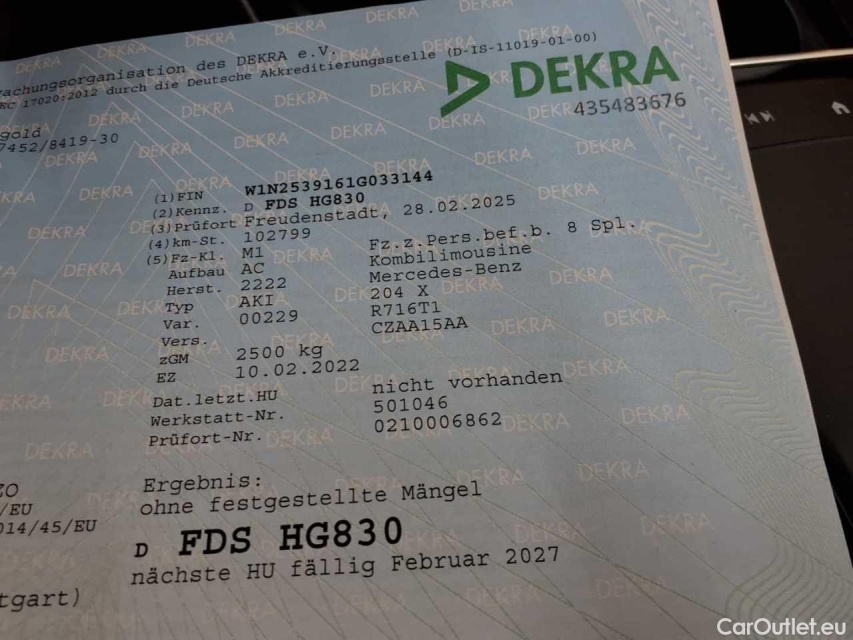 rachungsorganisation des DEKRA e.V.
EC 17020:2012 durch die Deutsche Akkreditierungsstelle (D-IS-11019-01-00)
DEKRA
435483676
gold
7452/8419-30
(1)FIN W1N2539161G033144
(2)Kennz. D FDS HG830
(3)Prüfort Freudenstadt, 28.02.2025
(4)km-St. 102799
(5)Fz-Kl. M1 Fz.z.Pers.bef.b. 8 Spl.
Aufbau AC Kombilimousine
Herst. 2222 Mercedes-Benz
Typ AKI 204 X
Var. 00229 R716T1
Vers. CZAA15AA
zGM 2500 kg
EZ 10.02.2022
Dat.letzt.HU nicht vorhanden
Werkstatt-Nr. 501046
Prüfort-Nr. 0210006862
ZO
/EU
014/45/EU
Ergebnis:
ohne festgestellte Mängel
D FDS HG830
nächste HU fällig Februar 2027
tgart)
CarOutlet.eu